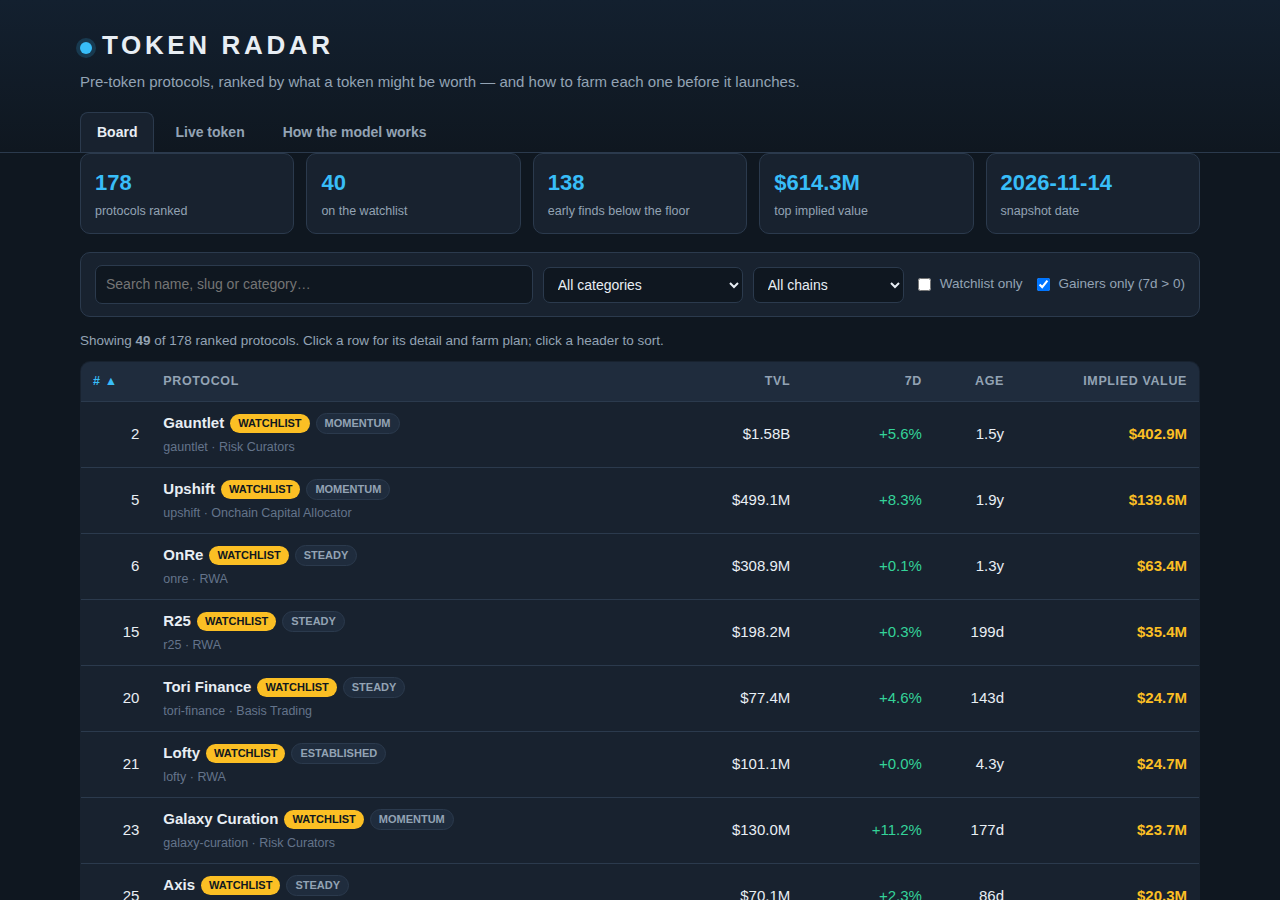 TOKEN RADAR
Pre-token protocols, ranked by what a token might be worth — and how to farm each one before it launches.
Board Live token How the model works
178 40 138 $614.3M 2026-11-14
protocols ranked on the watchlist early finds below the floor top implied value snapshot date
Search name, slug or category… All categories All chains Watchlist only Gainers only (7d > 0)
Showing 49 of 178 ranked protocols. Click a row for its detail and farm plan; click a header to sort.
# ▲ PROTOCOL TVL 7D AGE IMPLIED VALUE
2 Gauntlet WATCHLIST MOMENTUM $1.58B +5.6% 1.5y $402.9M
gauntlet · Risk Curators
5 Upshift WATCHLIST MOMENTUM $499.1M +8.3% 1.9y $139.6M
upshift · Onchain Capital Allocator
6 OnRe WATCHLIST STEADY $308.9M +0.1% 1.3y $63.4M
onre · RWA
15 R25 WATCHLIST STEADY $198.2M +0.3% 199d $35.4M
r25 · RWA
20 Tori Finance WATCHLIST STEADY $77.4M +4.6% 143d $24.7M
tori-finance · Basis Trading
21 Lofty WATCHLIST ESTABLISHED $101.1M +0.0% 4.3y $24.7M
lofty · RWA
23 Galaxy Curation WATCHLIST MOMENTUM $130.0M +11.2% 177d $23.7M
galaxy-curation · Risk Curators
25 Axis WATCHLIST STEADY $70.1M +2.3% 86d $20.3M